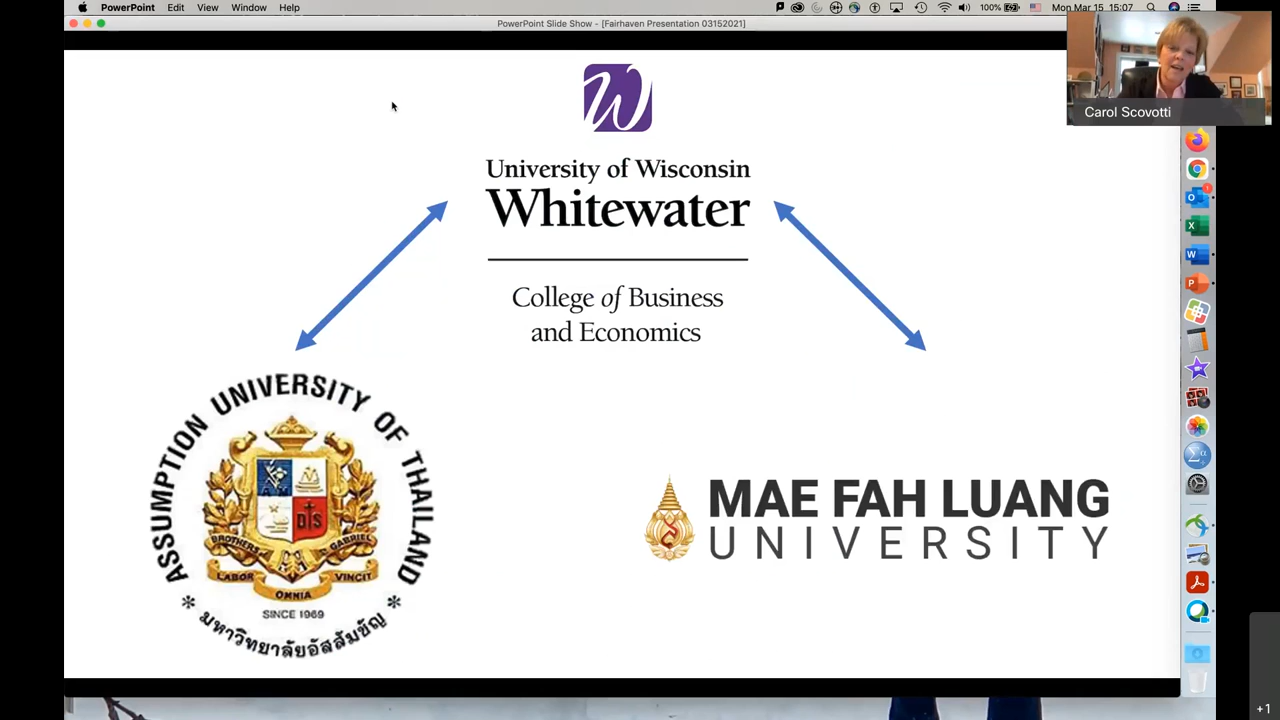 PowerPoint Edit View Window Help
100% Mon Mar 15 15:07
PowerPoint Slide Show - [Fairhaven Presentation 03152021]
Carol Scovotti
W
University of Wisconsin
Whitewater
College of Business
and Economics
ASSUMPTION UNIVERSITY OF THAILAND
AM
DS
BROTHERS GABRIEL
LABOR VINCIT
OMNIA
SINCE 1969
* มหาวิทยาลัยอัสสัมชัญ *
MAE FAH LUANG
UNIVERSITY
+1